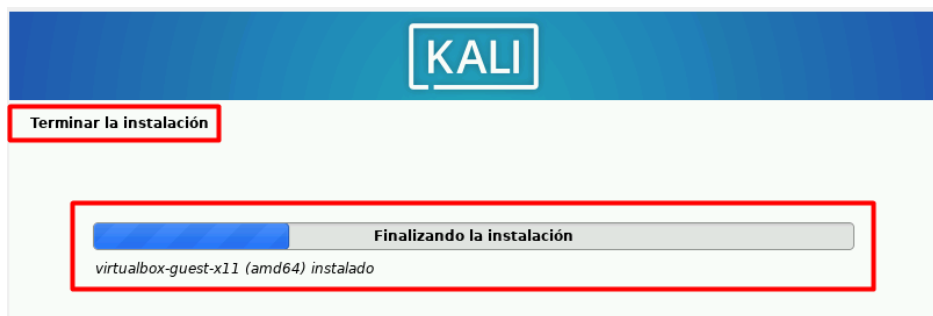 KALI
Terminar la instalación
Finalizando la instalación
virtualbox-guest-x11 (amd64) instalado